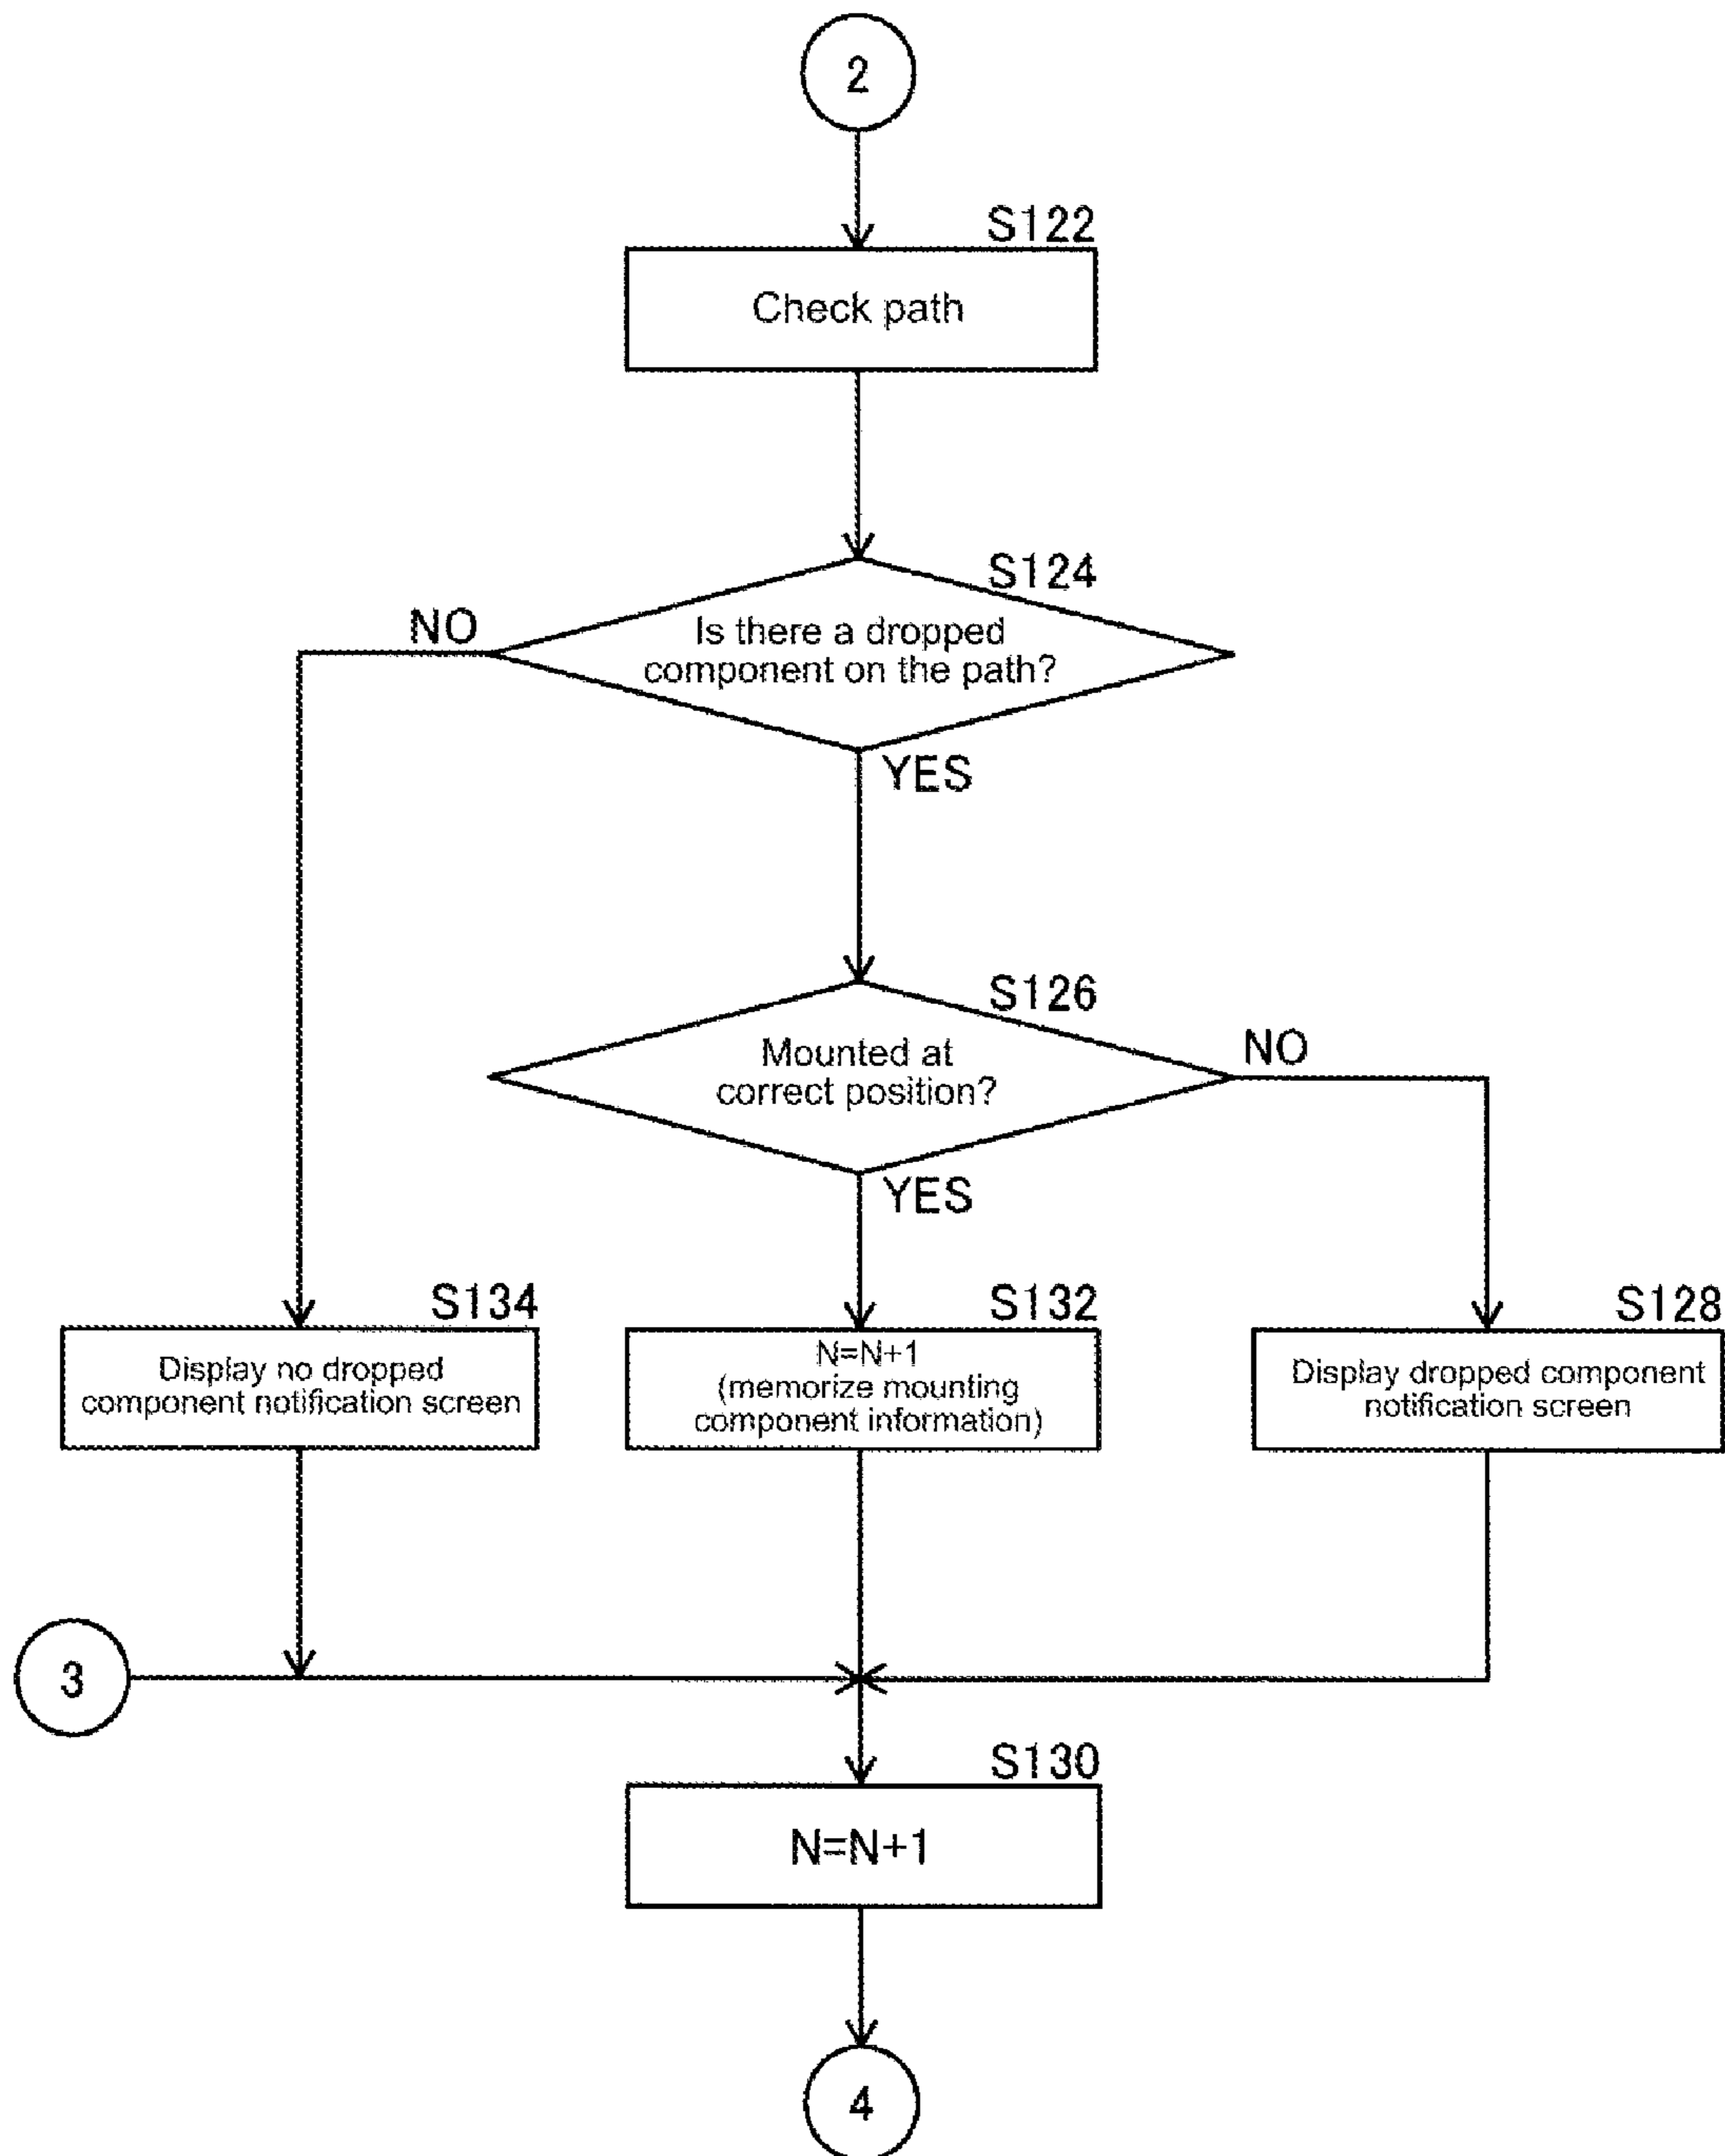 2
S122
Check path
S124
NO
Is there a dropped
component on the path?
YES
S126
Mounted at
correct position?
NO
YES
S134
Display no dropped
component notification screen
S132
N=N+1
(memorize mounting
component information)
S128
Display dropped component
notification screen
3
S130
N=N+1
4